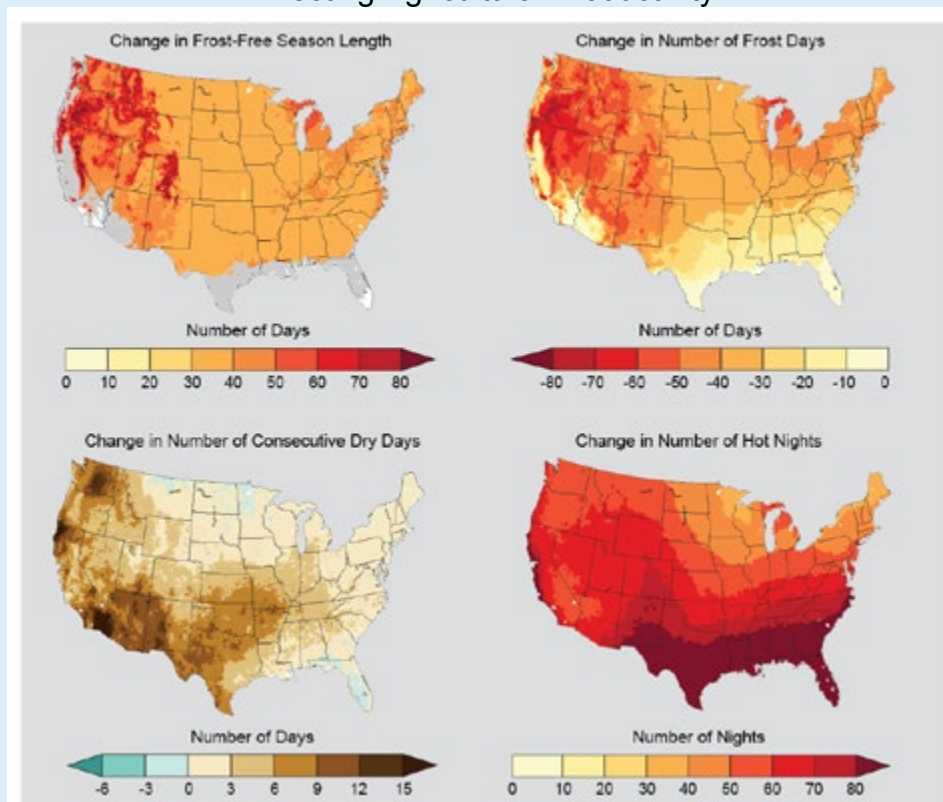 Change in Frost-Free Season Length
Change in Number of Frost Days
Number of Days
0 10 20 30 40 50 60 70 80
Number of Days
-80 -70 -60 -50 -40 -30 -20 -10 0
Change in Number of Consecutive Dry Days
Change in Number of Hot Nights
Number of Days
-6 -3 0 3 6 9 12 15
Number of Nights
0 10 20 30 40 50 60 70 80